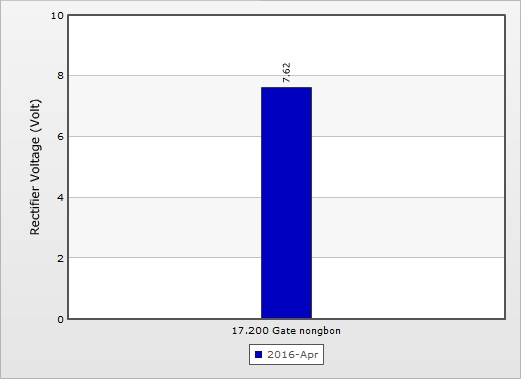 10
7.62
8
6
4
2
0
Rectifier Voltage (Volt)
17.200 Gate nongbon
2016-Apr